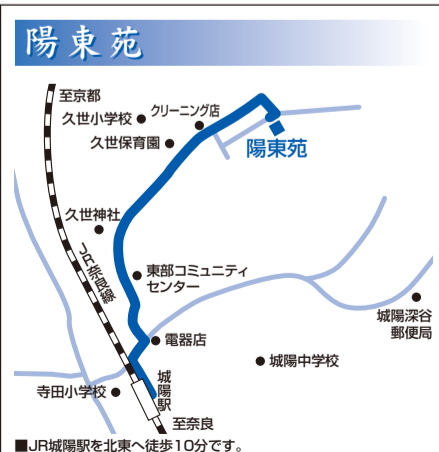 陽東苑
至京都
久世小学校
クリーニング店
久世保育園
陽東苑
久世神社
JR奈良線
東部コミュニティ
センター
城陽深谷
郵便局
電器店
城陽中学校
城陽駅
寺田小学校
至奈良
■JR城陽駅を北東へ徒歩10分です。